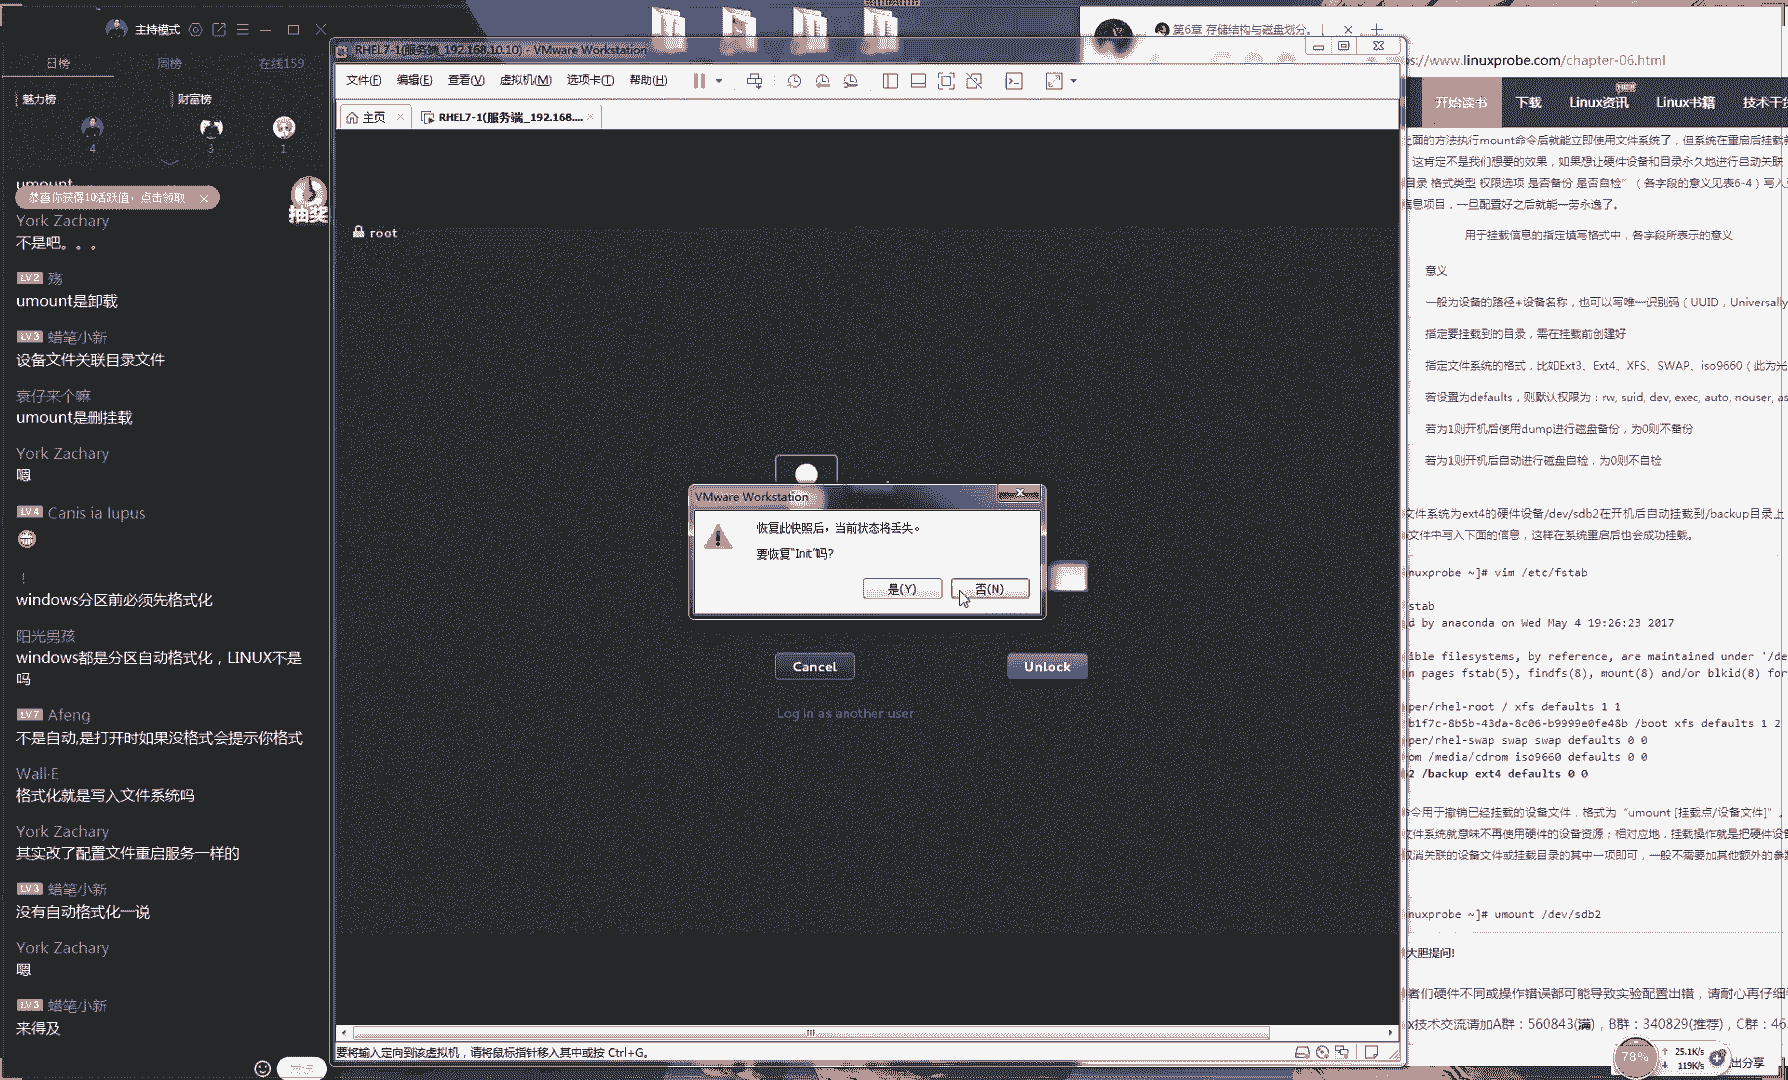 主持模式
日榜 周榜 在线159
魅力榜 财富榜
4 3 1
umount
恭喜你获得10活跃值，点击领取
抽奖
York Zachary
不是吧。。。
LV2 殇
umount是卸载
LV3 蜡笔小新
设备文件关联目录文件
衰仔来个嘛
umount是删挂载
York Zachary
嗯
LV4 Canis ia lupus
！
windows分区前必须先格式化
阳光男孩
windows都是分区自动格式化，LINUX不是
吗
LV7 Afeng
不是自动,是打开时如果没格式会提示你格式
Wall·E
格式化就是写入文件系统吗
York Zachary
其实改了配置文件重启服务一样的
LV3 蜡笔小新
没有自动格式化一说
York Zachary
嗯
LV3 蜡笔小新
来得及
RHEL7-1(服务端_192.168.10.10) - VMware Workstation
文件(F) 编辑(E) 查看(V) 虚拟机(M) 选项卡(T) 帮助(H)
主页 RHEL7-1(服务端_192.168....
root
VMware Workstation
恢复此快照后，当前状态将丢失。
要恢复“Init”吗?
是(Y) 否(N)
Cancel Unlock
Log in as another user
要将输入定向到该虚拟机，请将鼠标指针移入其中或按 Ctrl+G。
第6章 存储结构与磁盘划分。
s://www.linuxprobe.com/chapter-06.html
开始读书 下载 Linux资讯 Linux书籍 技术干货
NEW
上面的方法执行mount命令后就能立即使用文件系统了，但系统在重启后挂载
这肯定不是我们想要的效果，如果想让硬件设备和目录永久地进行自动关联
目录 格式类型 权限选项 是否备份 是否自检”（各字段的意义见表6-4）写入
信息项目，一旦配置好之后就能一劳永逸了。
用于挂载信息的指定填写格式中，各字段所表示的意义
意义
一般为设备的路径+设备名称，也可以写唯一识别码（UUID，Universally
指定要挂载到的目录，需在挂载前创建好
指定文件系统的格式，比如Ext3、Ext4、XFS、SWAP、iso9660（此为光
若设置为defaults，则默认权限为：rw, suid, dev, exec, auto, nouser, as
若为1则开机后使用dump进行磁盘备份，为0则不备份
若为1则开机后自动进行磁盘自检，为0则不自检
文件系统为ext4的硬件设备/dev/sdb2在开机后自动挂载到/backup目录上
文件中写入下面的信息，这样在系统重启后也会成功挂载。
nuxprobe ~]# vim /etc/fstab
stab
d by anaconda on Wed May 4 19:26:23 2017
ible filesystems, by reference, are maintained under '/de
n pages fstab(5), findfs(8), mount(8) and/or blkid(8) for
per/rhel-root / xfs defaults 1 1
b1f7c-8b5b-43da-8c06-b9999e0fe48b /boot xfs defaults 1 2
per/rhel-swap swap swap defaults 0 0
om /media/cdrom iso9660 defaults 0 0
2 /backup ext4 defaults 0 0
命令用于撤销已经挂载的设备文件，格式为“umount [挂载点/设备文件]”。
文件系统就意味不再使用硬件的设备资源；相对应地，挂载操作就是把硬件设备
取消关联的设备文件或挂载目录的其中一项即可，一般不需要加其他额外的参数
nuxprobe ~]# umount /dev/sdb2
大胆提问!
者们硬件不同或操作错误都可能导致实验配置出错，请耐心再仔细
x技术交流请加A群：560843(满)，B群：340829(推荐)，C群：46
78% 25.1K/s
119K/s
出分享